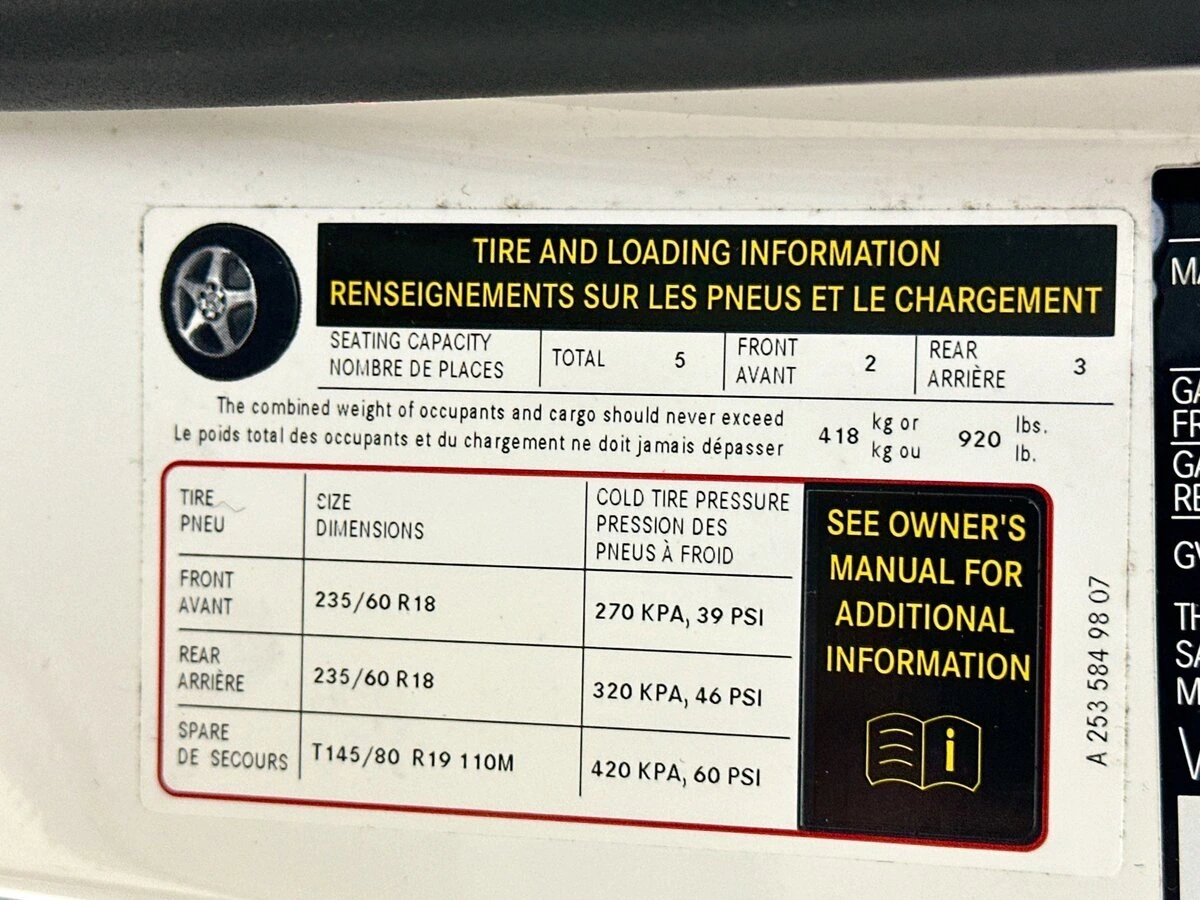 TIRE AND LOADING INFORMATION
RENSEIGNEMENTS SUR LES PNEUS ET LE CHARGEMENT
SEATING CAPACITY
NOMBRE DE PLACES
TOTAL 5
FRONT
AVANT
2
REAR
ARRIÈRE
3
The combined weight of occupants and cargo should never exceed
Le poids total des occupants et du chargement ne doit jamais dépasser
418
kg or
kg ou
920
lbs.
lb.
TIRE
PNEU
SIZE
DIMENSIONS
COLD TIRE PRESSURE
PRESSION DES
PNEUS À FROID
FRONT
AVANT
235/60 R18
270 KPA, 39 PSI
REAR
ARRIÈRE
235/60 R18
320 KPA, 46 PSI
SPARE
DE SECOURS
T145/80 R19 110M
420 KPA, 60 PSI
SEE OWNER'S
MANUAL FOR
ADDITIONAL
INFORMATION
i
A 253 584 98 07